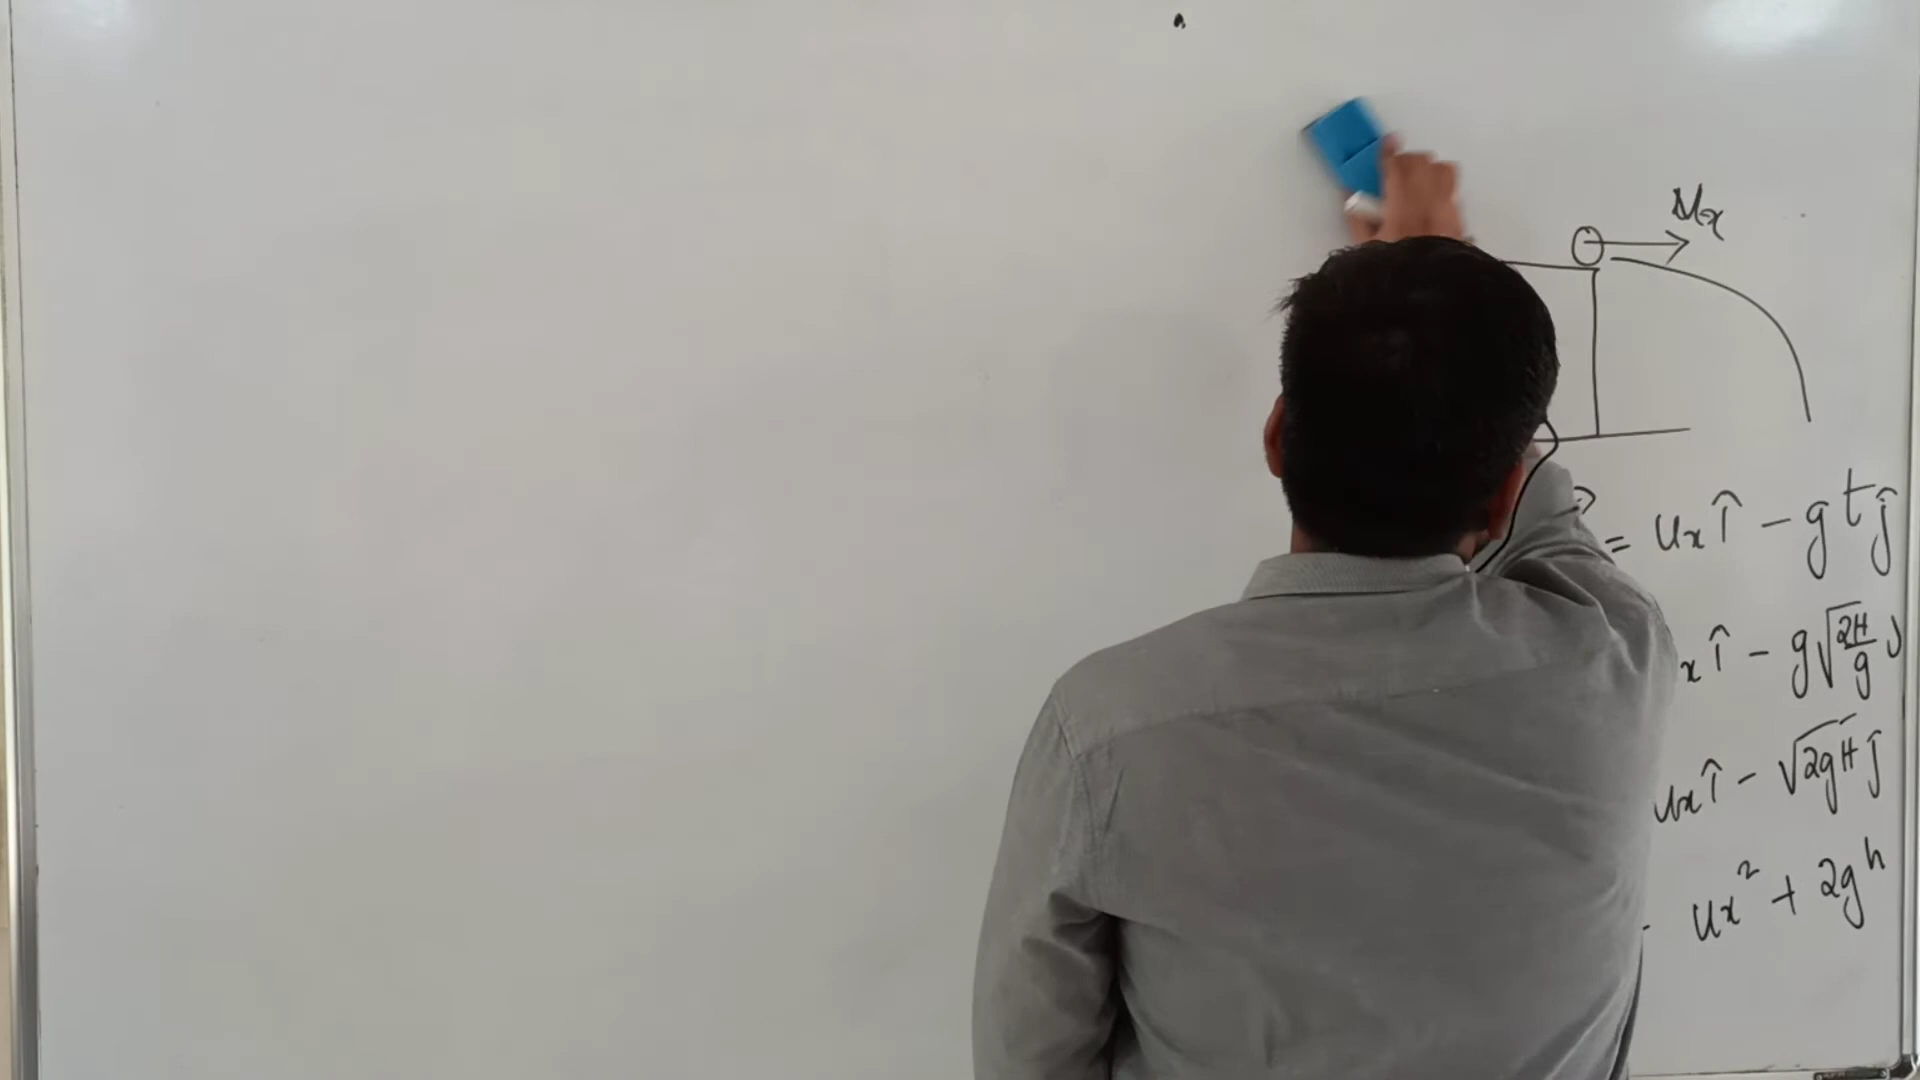 uₓ
= uₓ î - g t ĵ
ₓ î - g√(2H/g) ĵ
uₓ î - √(2gH) ĵ
uₓ² + 2gh